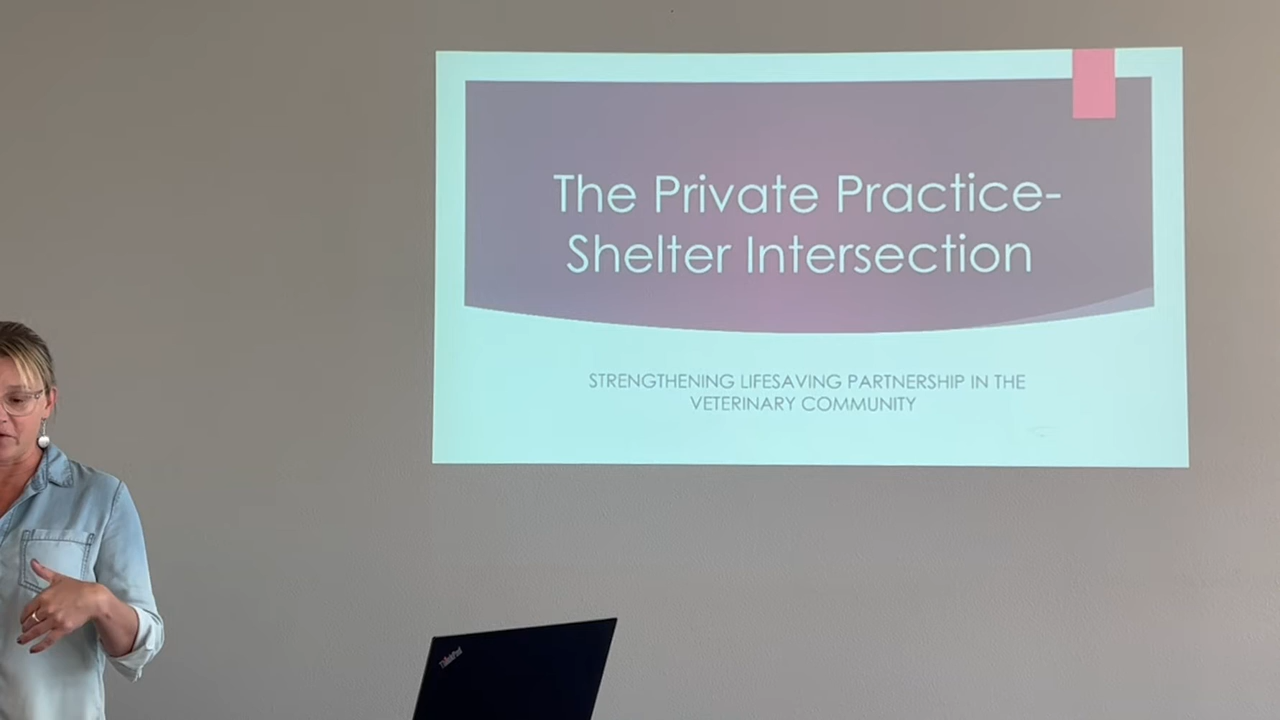 The Private Practice-
Shelter Intersection
STRENGTHENING LIFESAVING PARTNERSHIP IN THE
VETERINARY COMMUNITY
ThinkPad